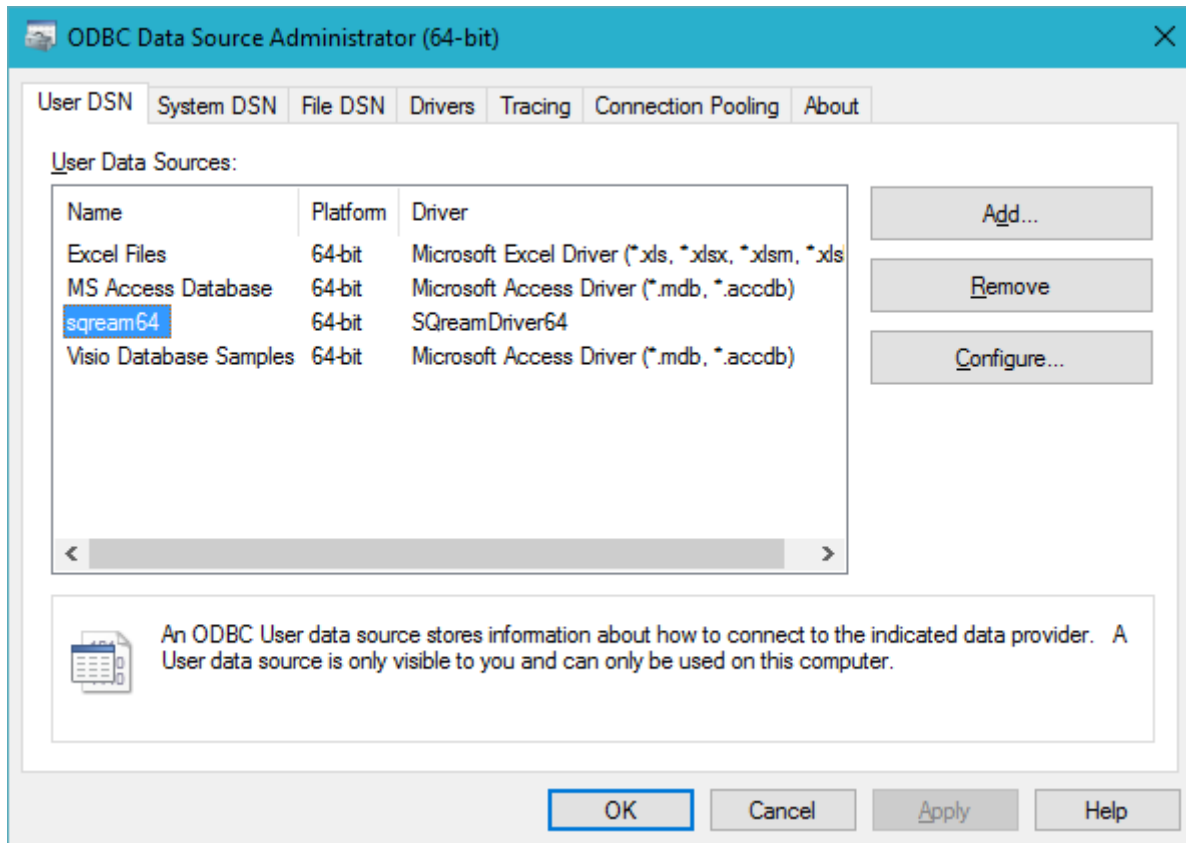 ODBC Data Source Administrator (64-bit)
User DSN System DSN File DSN Drivers Tracing Connection Pooling About
User Data Sources:
Name Platform Driver
Excel Files 64-bit Microsoft Excel Driver (*.xls, *.xlsx, *.xlsm, *.xls
MS Access Database 64-bit Microsoft Access Driver (*.mdb, *.accdb)
sqream64 64-bit SQreamDriver64
Visio Database Samples 64-bit Microsoft Access Driver (*.mdb, *.accdb)
Add...
Remove
Configure...
An ODBC User data source stores information about how to connect to the indicated data provider. A
User data source is only visible to you and can only be used on this computer.
OK Cancel Apply Help